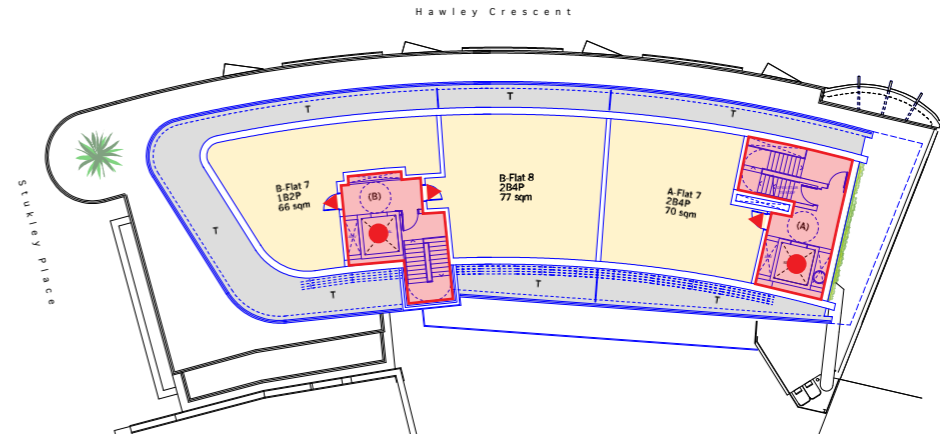 Hawley Crescent
T
T
T
B-Flat 7
1B2P
66 sqm
B-Flat 8
2B4P
77 sqm
A-Flat 7
2B4P
70 sqm
(B)
(A)
T
T
T
T
Stukley Place